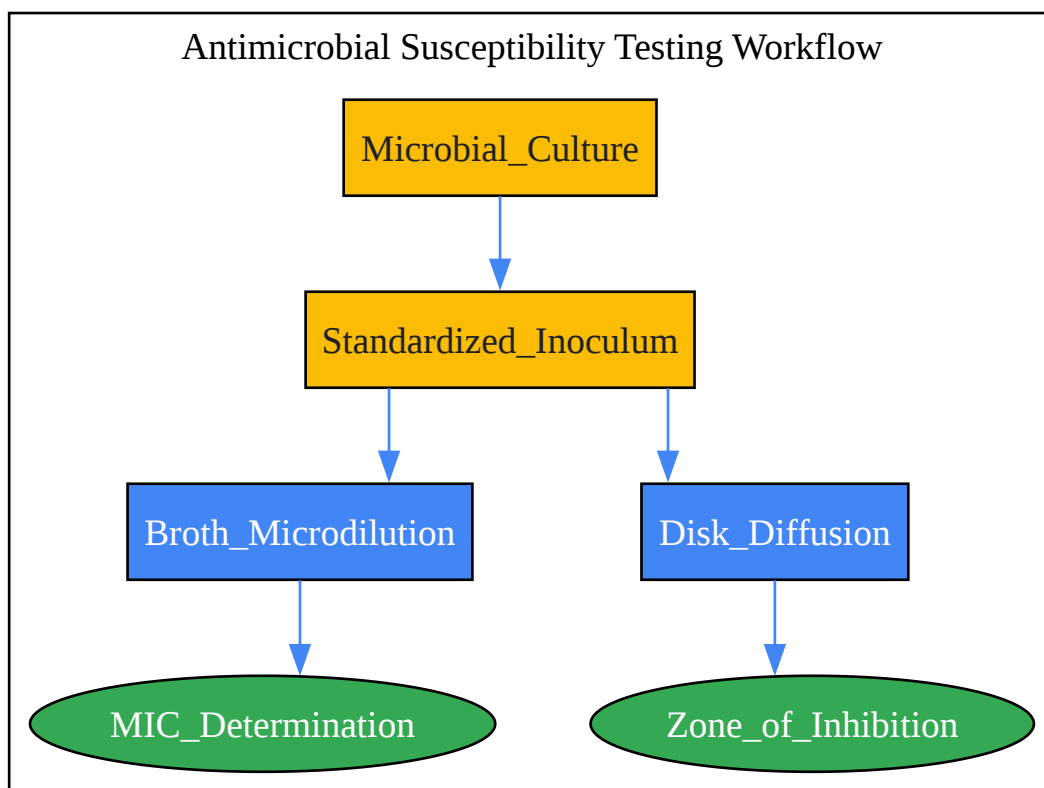 Antimicrobial Susceptibility Testing Workflow
Microbial_Culture
Standardized_Inoculum
Broth_Microdilution
Disk_Diffusion
MIC_Determination
Zone_of_Inhibition